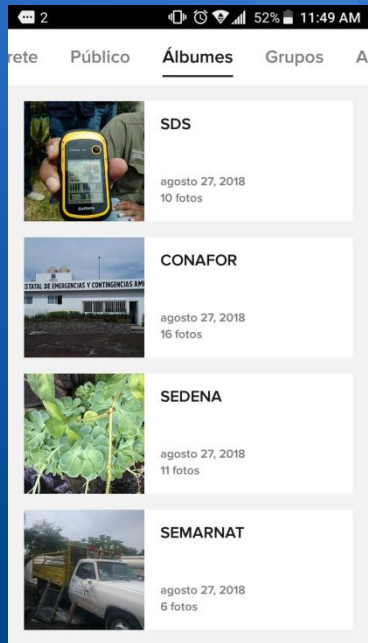 2 52% 11:49 AM
rete Público Álbumes Grupos A
SDS
agosto 27, 2018
10 fotos
GARMIN
CONAFOR
ESTATAL DE EMERGENCIAS Y CONTINGENCIAS AM
agosto 27, 2018
16 fotos
SEDENA
agosto 27, 2018
11 fotos
SEMARNAT
agosto 27, 2018
6 fotos